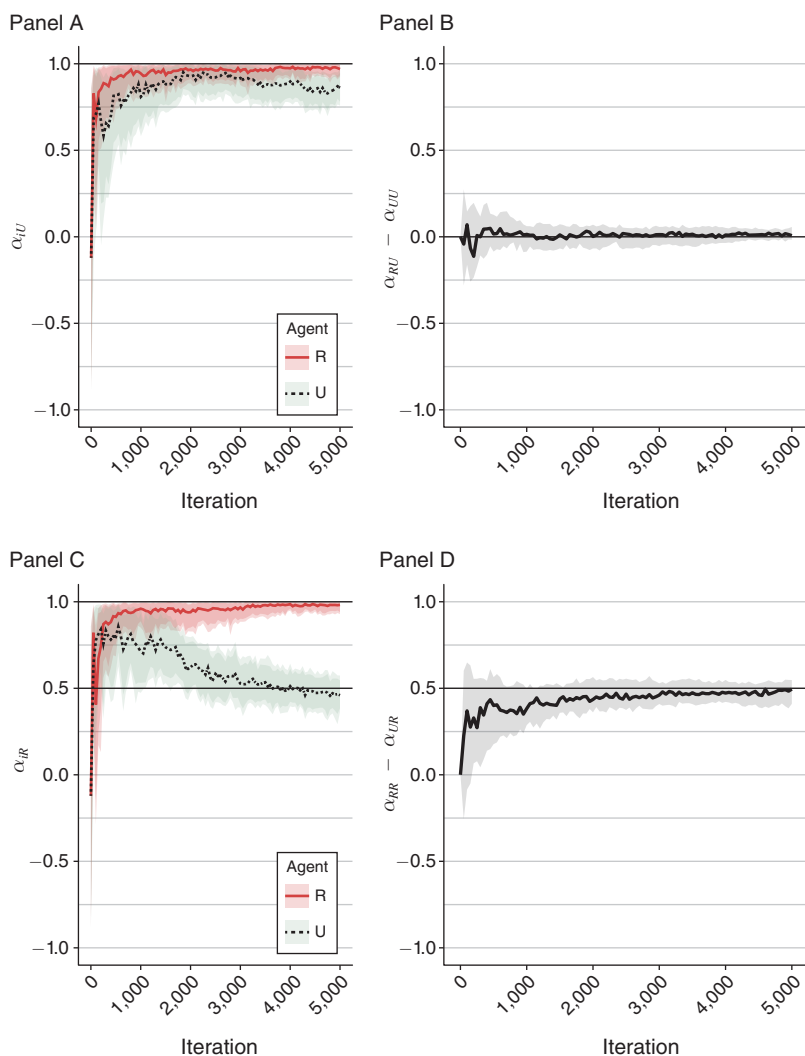 Panel A
1.0
0.5
0.0
−0.5
−1.0
α_iU
Agent
R
U
0
1,000
2,000
3,000
4,000
5,000
Iteration
Panel B
1.0
0.5
0.0
−0.5
−1.0
α_RU − α_UU
0
1,000
2,000
3,000
4,000
5,000
Iteration
Panel C
1.0
0.5
0.0
−0.5
−1.0
α_iR
Agent
R
U
0
1,000
2,000
3,000
4,000
5,000
Iteration
Panel D
1.0
0.5
0.0
−0.5
−1.0
α_RR − α_UR
0
1,000
2,000
3,000
4,000
5,000
Iteration